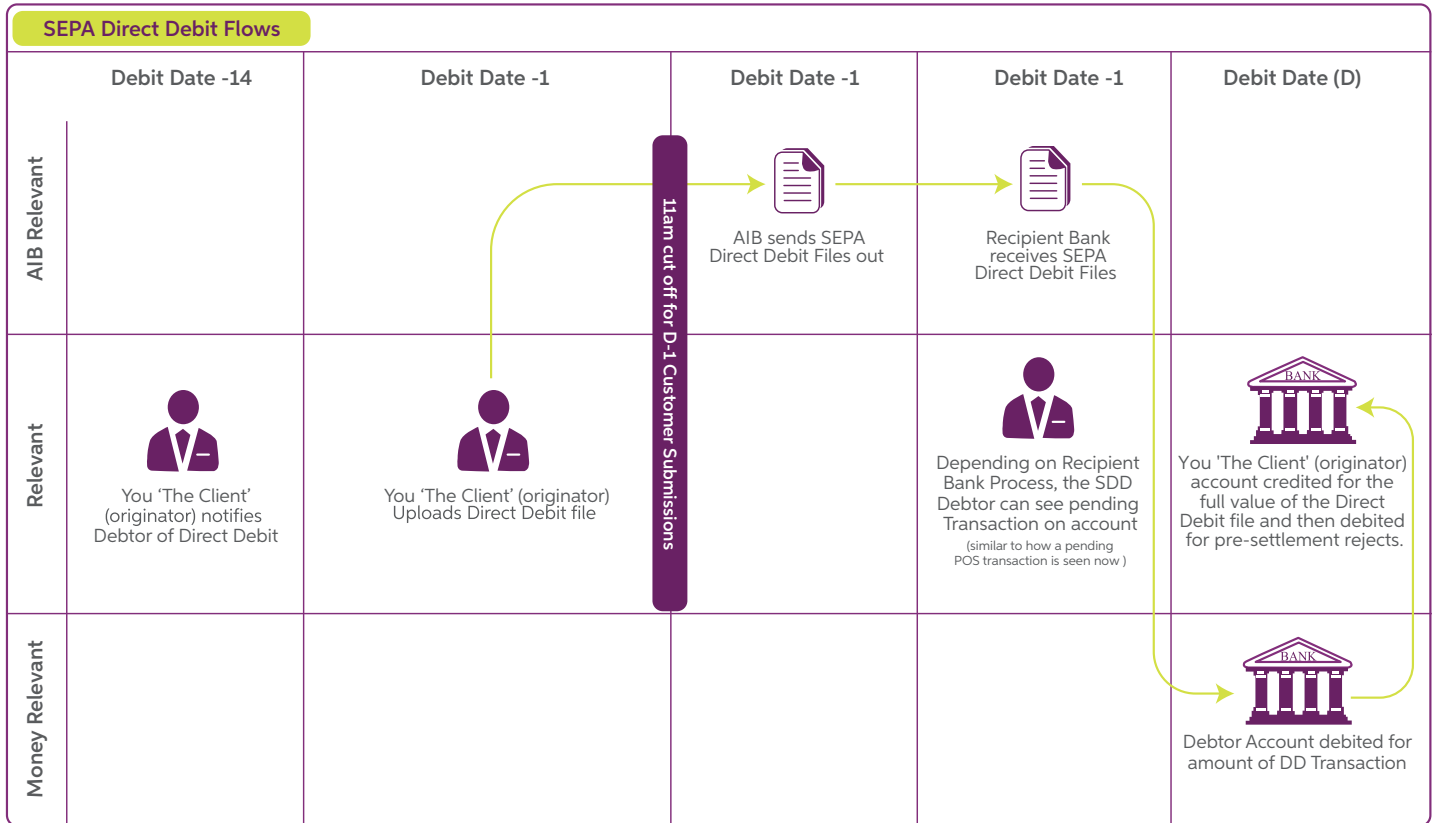 SEPA Direct Debit Flows
Debit Date -14
Debit Date -1
Debit Date -1
Debit Date -1
Debit Date (D)
AIB Relevant
11am cut off for D-1 Customer Submissions
AIB sends SEPA
Direct Debit Files out
Recipient Bank
receives SEPA
Direct Debit Files
Relevant
You ‘The Client’
(originator) notifies
Debtor of Direct Debit
You ‘The Client’ (originator)
Uploads Direct Debit file
Depending on Recipient
Bank Process, the SDD
Debtor can see pending
Transaction on account
(similar to how a pending
POS transaction is seen now )
BANK
You 'The Client' (originator)
account credited for the
full value of the Direct
Debit file and then debited
for pre-settlement rejects.
Money Relevant
BANK
Debtor Account debited for
amount of DD Transaction